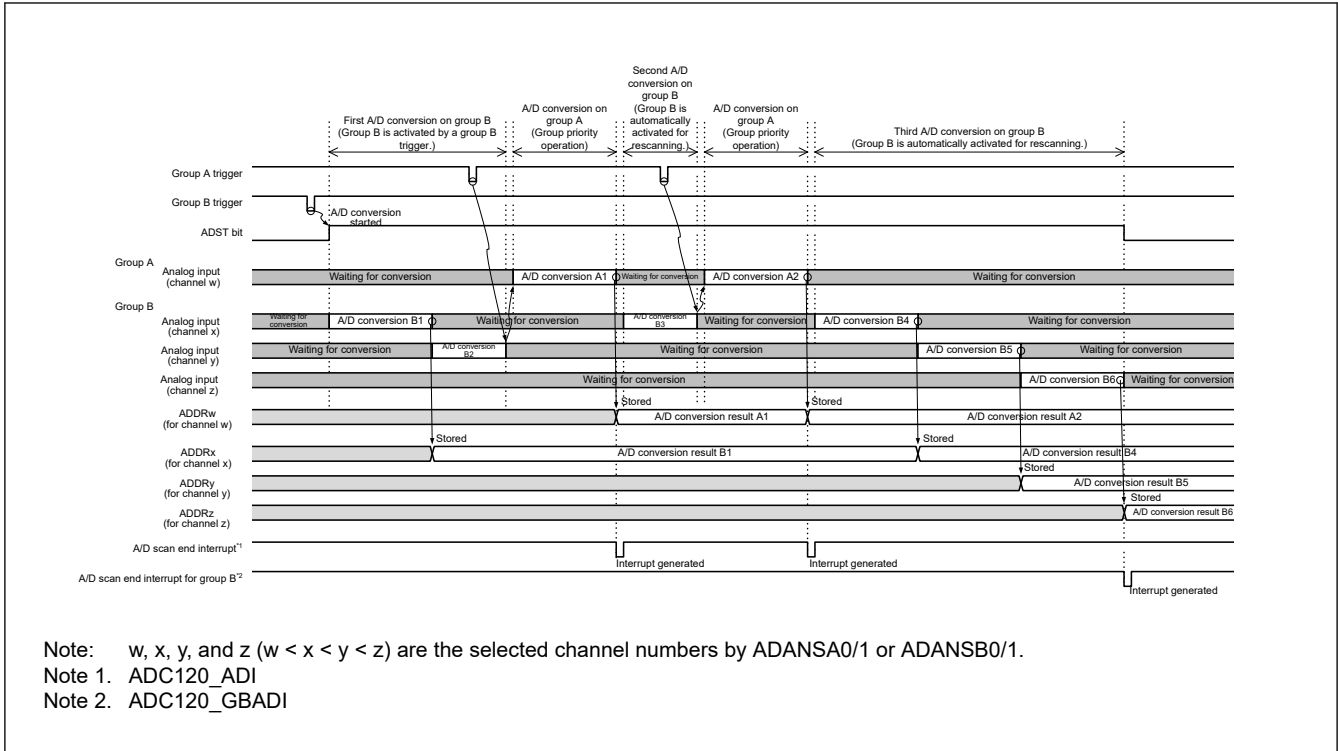 Second A/D
conversion on
group B
(Group B is
automatically
activated for
rescanning.)
First A/D conversion on group B
(Group B is activated by a group B
trigger.)
A/D conversion on
group A
(Group priority
operation)
A/D conversion on
group A
(Group priority
operation)
Third A/D conversion on group B
(Group B is automatically activated for rescanning.)
Group A trigger
Group B trigger
A/D conversion
started
ADST bit
Group A
Analog input
(channel w)
Waiting for conversion
A/D conversion A1
Waiting for conversion
A/D conversion A2
Waiting for conversion
Group B
Analog input
(channel x)
Waiting for
conversion
A/D conversion B1
Waiting for conversion
A/D conversion
B3
Waiting for conversion
A/D conversion B4
Waiting for conversion
Analog input
(channel y)
Waiting for conversion
A/D conversion
B2
Waiting for conversion
A/D conversion B5
Waiting for conversion
Analog input
(channel z)
Waiting for conversion
A/D conversion B6
Waiting for conversion
Stored
Stored
ADDRw
(for channel w)
A/D conversion result A1
A/D conversion result A2
Stored
Stored
ADDRx
(for channel x)
A/D conversion result B1
A/D conversion result B4
Stored
ADDRy
(for channel y)
A/D conversion result B5
Stored
ADDRz
(for channel z)
A/D conversion result B6
A/D scan end interrupt*1
Interrupt generated
Interrupt generated
A/D scan end interrupt for group B*2
Interrupt generated
Note: w, x, y, and z (w < x < y < z) are the selected channel numbers by ADANSA0/1 or ADANSB0/1.
Note 1. ADC120_ADI
Note 2. ADC120_GBADI